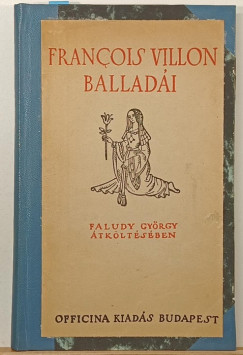 FRANÇOIS VILLON
BALLADÁI
FALUDY GYÖRGY
ÁTKÖLTÉSÉBEN
OFFICINA KIADÁS BUDAPEST